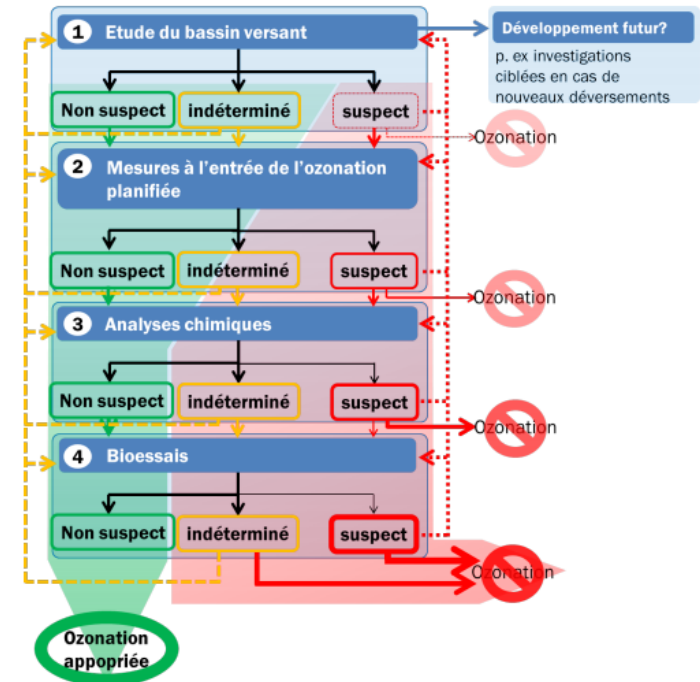 1 Etude du bassin versant
Développement futur?
p. ex investigations
ciblées en cas de
nouveaux déversements
Non suspect
indéterminé
suspect
Ozonation
2 Mesures à l'entrée de l'ozonation
planifiée
Non suspect
indéterminé
suspect
Ozonation
3 Analyses chimiques
Non suspect
indéterminé
suspect
Ozonation
4 Bioessais
Non suspect
indéterminé
suspect
Ozonation
Ozonation
appopriée